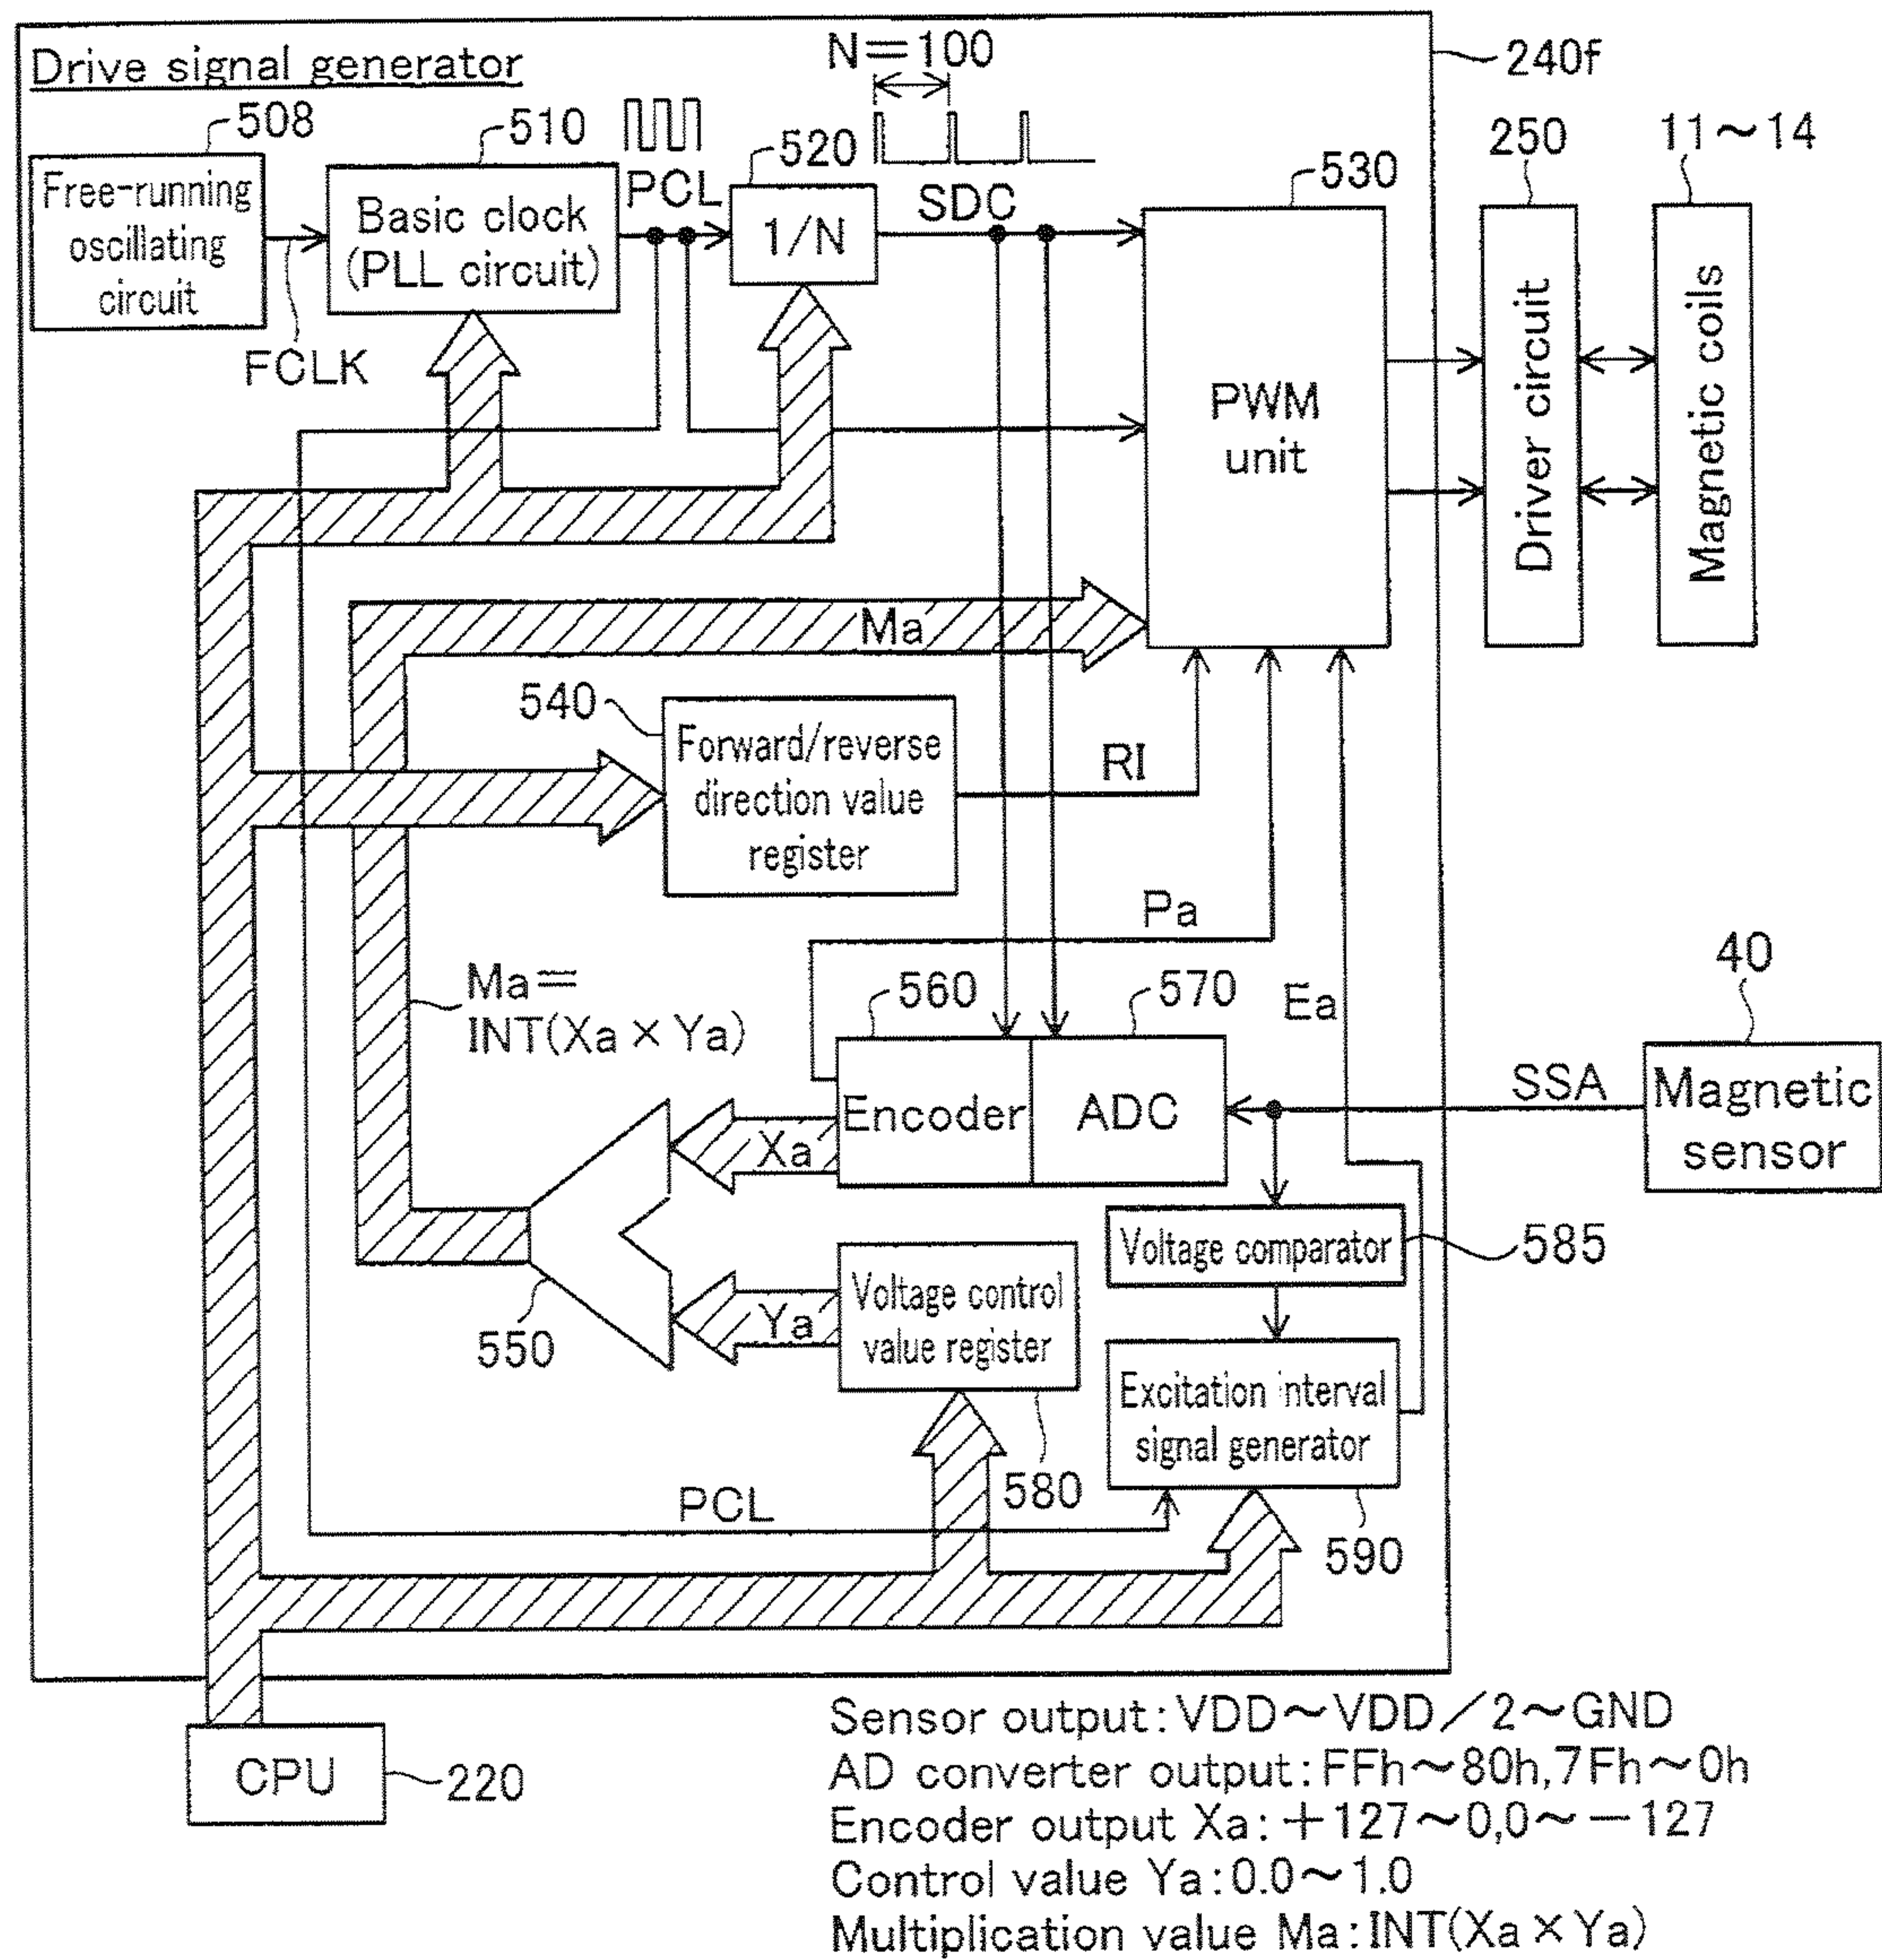 Drive signal generator
N=100
240f
508
510
520
530
250
11~14
Free-running
oscillating
circuit
Basic clock
(PLL circuit)
PCL
1/N
SDC
FCLK
PWM
unit
Driver circuit
Magnetic coils
Ma
540
Forward/reverse
direction value
register
RI
Pa
Ma=
INT(Xa × Ya)
560
570
Ea
40
Encoder
ADC
SSA
Magnetic
sensor
Xa
Voltage comparator
585
550
Ya
Voltage control
value register
Excitation interval
signal generator
580
590
PCL
CPU
220
Sensor output:VDD~VDD/2~GND
AD converter output:FFh~80h,7Fh~0h
Encoder output Xa:+127~0,0~-127
Control value Ya:0.0~1.0
Multiplication value Ma:INT(Xa × Ya)